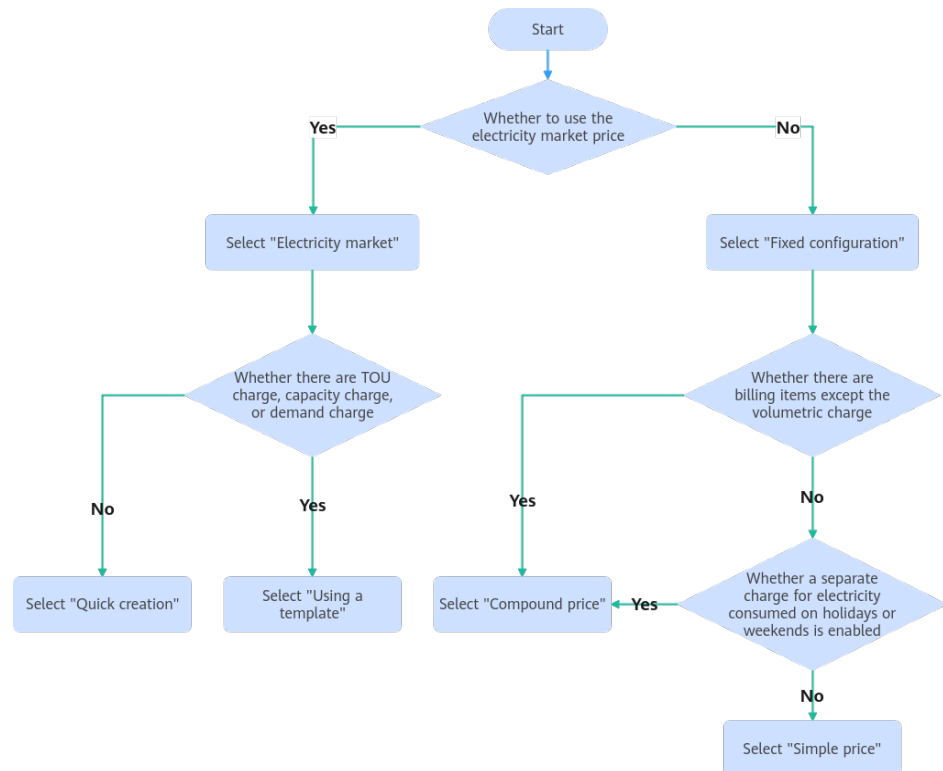 Start
Whether to use the
electricity market price
Yes
No
Select "Electricity market"
Select "Fixed configuration"
Whether there are TOU
charge, capacity charge,
or demand charge
Whether there are
billing items except the
volumetric charge
No
Yes
Yes
No
Select "Quick creation"
Select "Using a
template"
Select "Compound price"
Yes
Whether a separate
charge for electricity
consumed on holidays or
weekends is enabled
No
Select "Simple price"